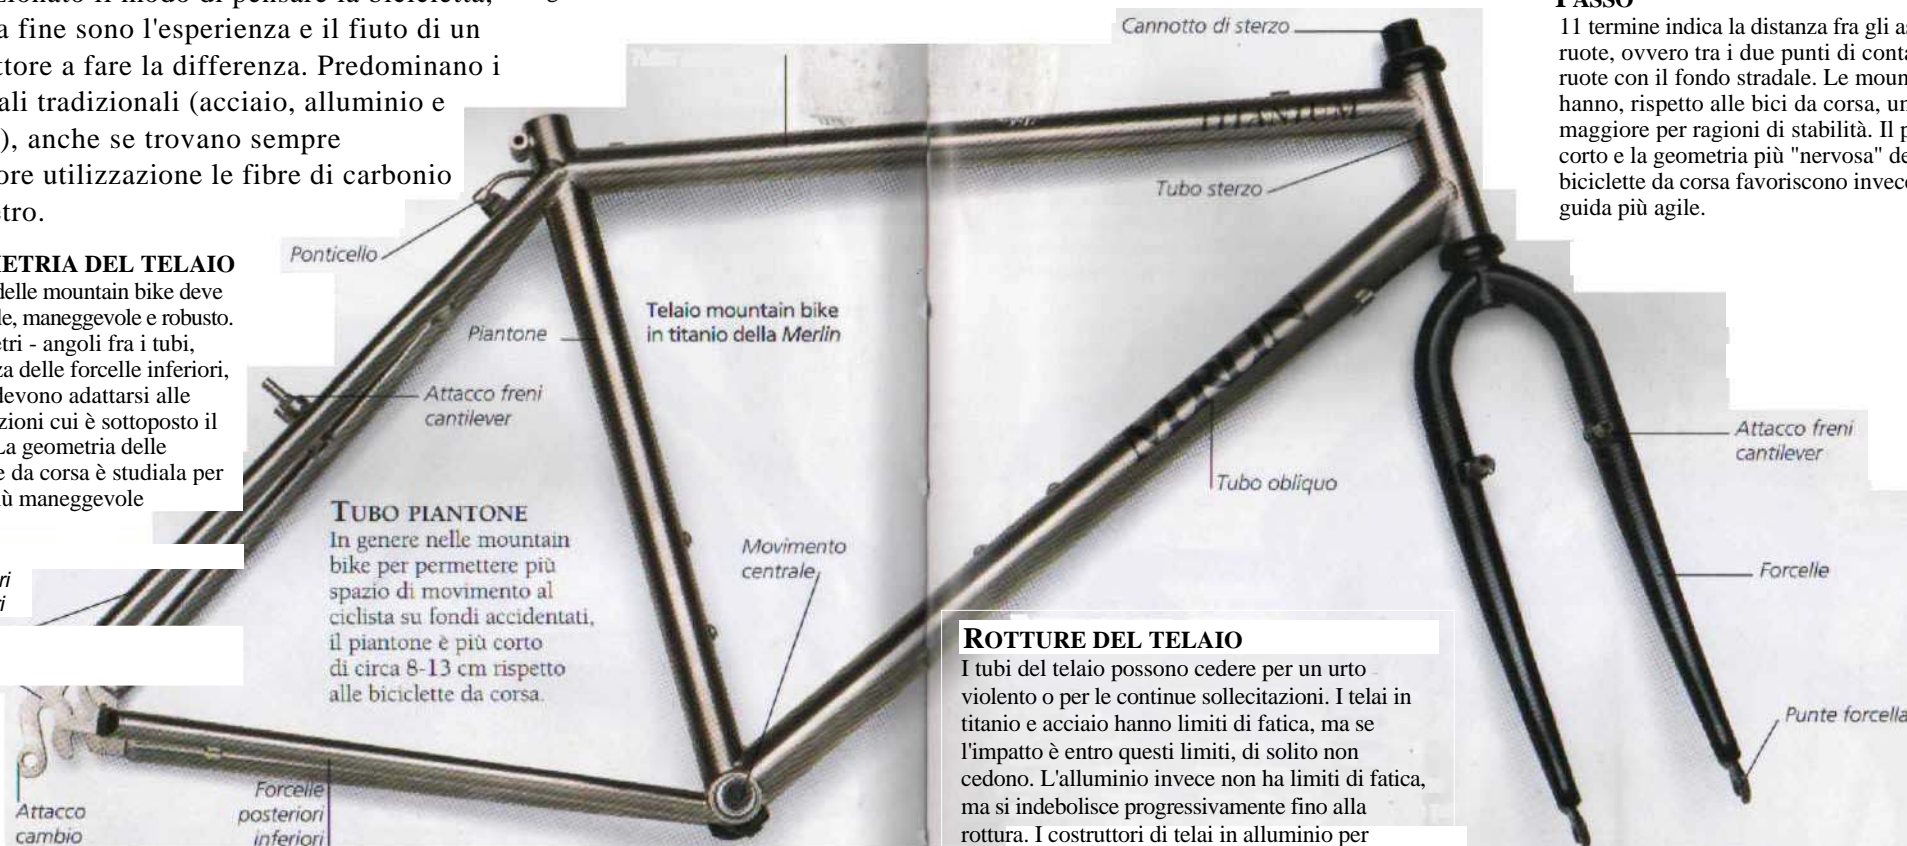 zionato il modo di pensare la bicicletta,
a fine sono l'esperienza e il fiuto di un
ttore a fare la differenza. Predominano i
ali tradizionali (acciaio, alluminio e
), anche se trovano sempre
ore utilizzazione le fibre di carbonio
etro.
ETRIA DEL TELAIO
delle mountain bike deve
le, maneggevole e robusto.
etri - angoli fra i tubi,
za delle forcelle inferiori,
devono adattarsi alle
zioni cui è sottoposto il
La geometria delle
e da corsa è studiala per
iù maneggevole
ri
ri
Ponticello
Piantone
Attacco freni
cantilever
Telaio mountain bike
in titanio della Merlin
TUBO PIANTONE
In genere nelle mountain
bike per permettere più
spazio di movimento al
ciclista su fondi accidentati,
il piantone è più corto
di circa 8-13 cm rispetto
alle biciclette da corsa.
Movimento
centrale
Attacco
cambio
Forcelle
posteriori
inferiori
Cannotto di sterzo
TITANIUM
Tubo sterzo
MERLIN
Tubo obliquo
PASSO
11 termine indica la distanza fra gli as
ruote, ovvero tra i due punti di conta
ruote con il fondo stradale. Le moun
hanno, rispetto alle bici da corsa, un
maggiore per ragioni di stabilità. Il p
corto e la geometria più "nervosa" de
biciclette da corsa favoriscono invece
guida più agile.
Attacco freni
cantilever
Forcelle
Punte forcella
ROTTURE DEL TELAIO
I tubi del telaio possono cedere per un urto
violento o per le continue sollecitazioni. I telai in
titanio e acciaio hanno limiti di fatica, ma se
l'impatto è entro questi limiti, di solito non
cedono. L'alluminio invece non ha limiti di fatica,
ma si indebolisce progressivamente fino alla
rottura. I costruttori di telai in alluminio per